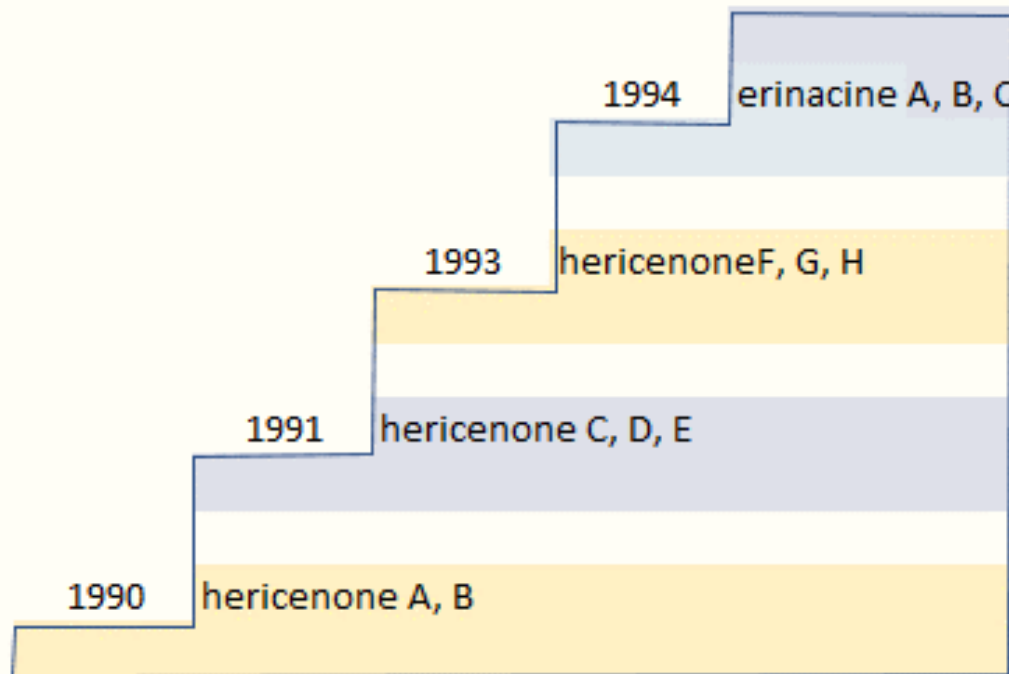 1994 erinacine A, B, C
1993 hericenoneF, G, H
1991 hericenone C, D, E
1990 hericenone A, B